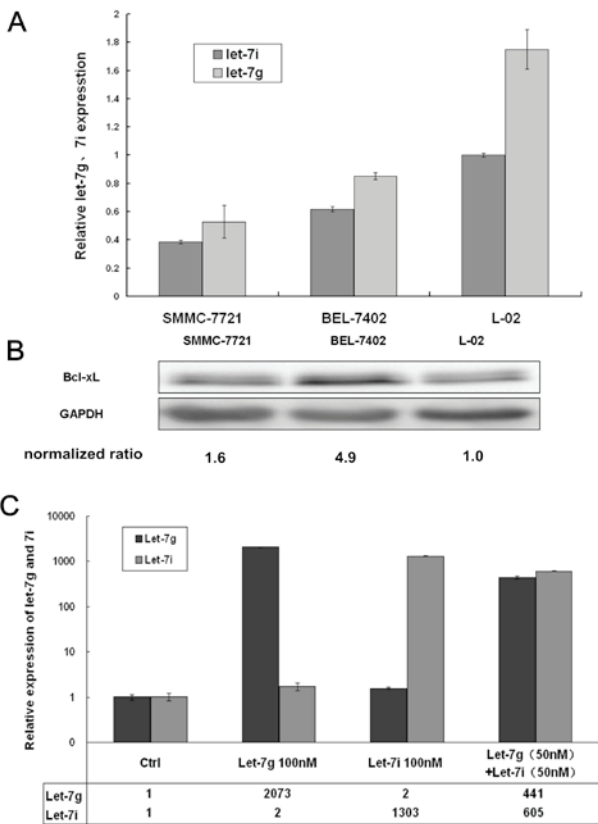 A
Relative let-7g、7i expresstion
2
1.8
1.6
1.4
1.2
1
0.8
0.6
0.4
0.2
0
let-7i
let-7g
SMMC-7721 BEL-7402 L-02
B
SMMC-7721 BEL-7402 L-02
Bcl-xL
GAPDH
normalized ratio 1.6 4.9 1.0
C
Relative expression of let-7g and 7i
10000
1000
100
10
1
0
Let-7g
Let-7i
Ctrl Let-7g 100nM Let-7i 100nM Let-7g（50nM）
+Let-7i（50nM）
Let-7g 1 2073 2 441
Let-7i 1 2 1303 605